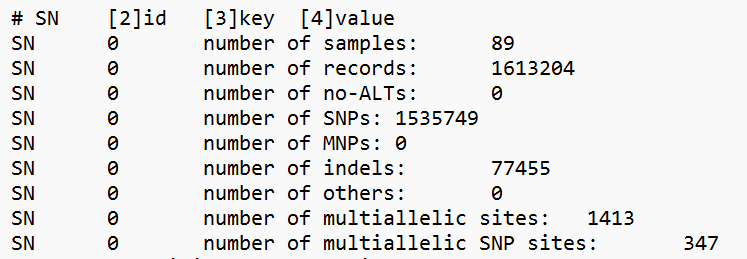 # SN	[2]id	[3]key	[4]value
SN	0	number of samples:	89
SN	0	number of records:	1613204
SN	0	number of no-ALTs:	0
SN	0	number of SNPs:	1535749
SN	0	number of MNPs:	0
SN	0	number of indels:	77455
SN	0	number of others:	0
SN	0	number of multiallelic sites:	1413
SN	0	number of multiallelic SNP sites:	347